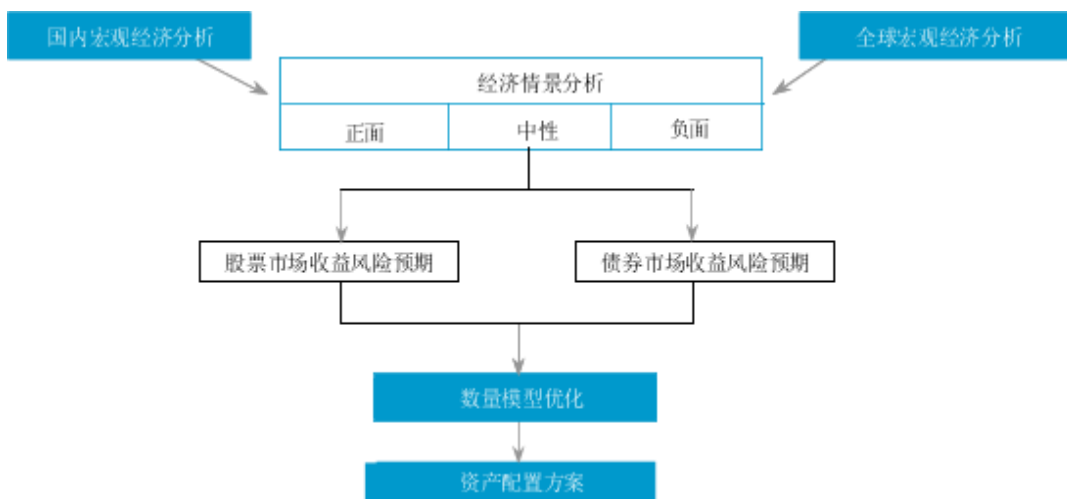 国内宏观经济分析
全球宏观经济分析
经济情景分析
正面
中性
负面
股票市场收益风险预期
债券市场收益风险预期
数量模型优化
资产配置方案